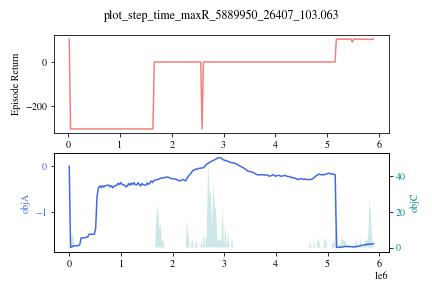 plot_step_time_maxR_5889950_26407_103.063
Episode Return
0
−200
0 1 2 3 4 5 6
objA
0
−1
objC
40
20
0
0 1 2 3 4 5 6
1e6